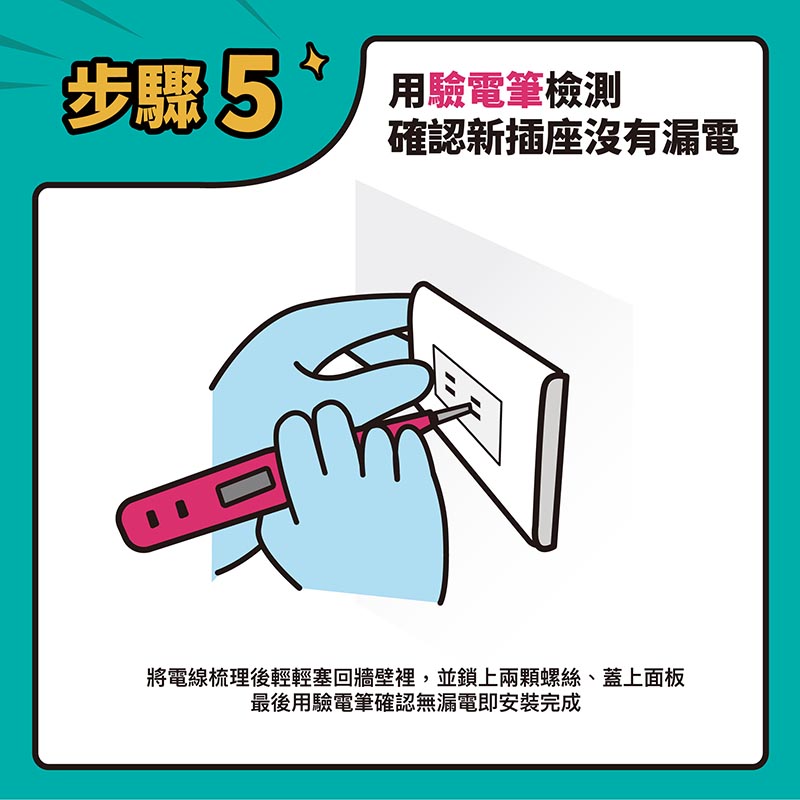 步驟5
用驗電筆檢測
確認新插座沒有漏電
將電線梳理後輕輕塞回牆壁裡，並鎖上兩顆螺絲、蓋上面板
最後用驗電筆確認無漏電即安裝完成